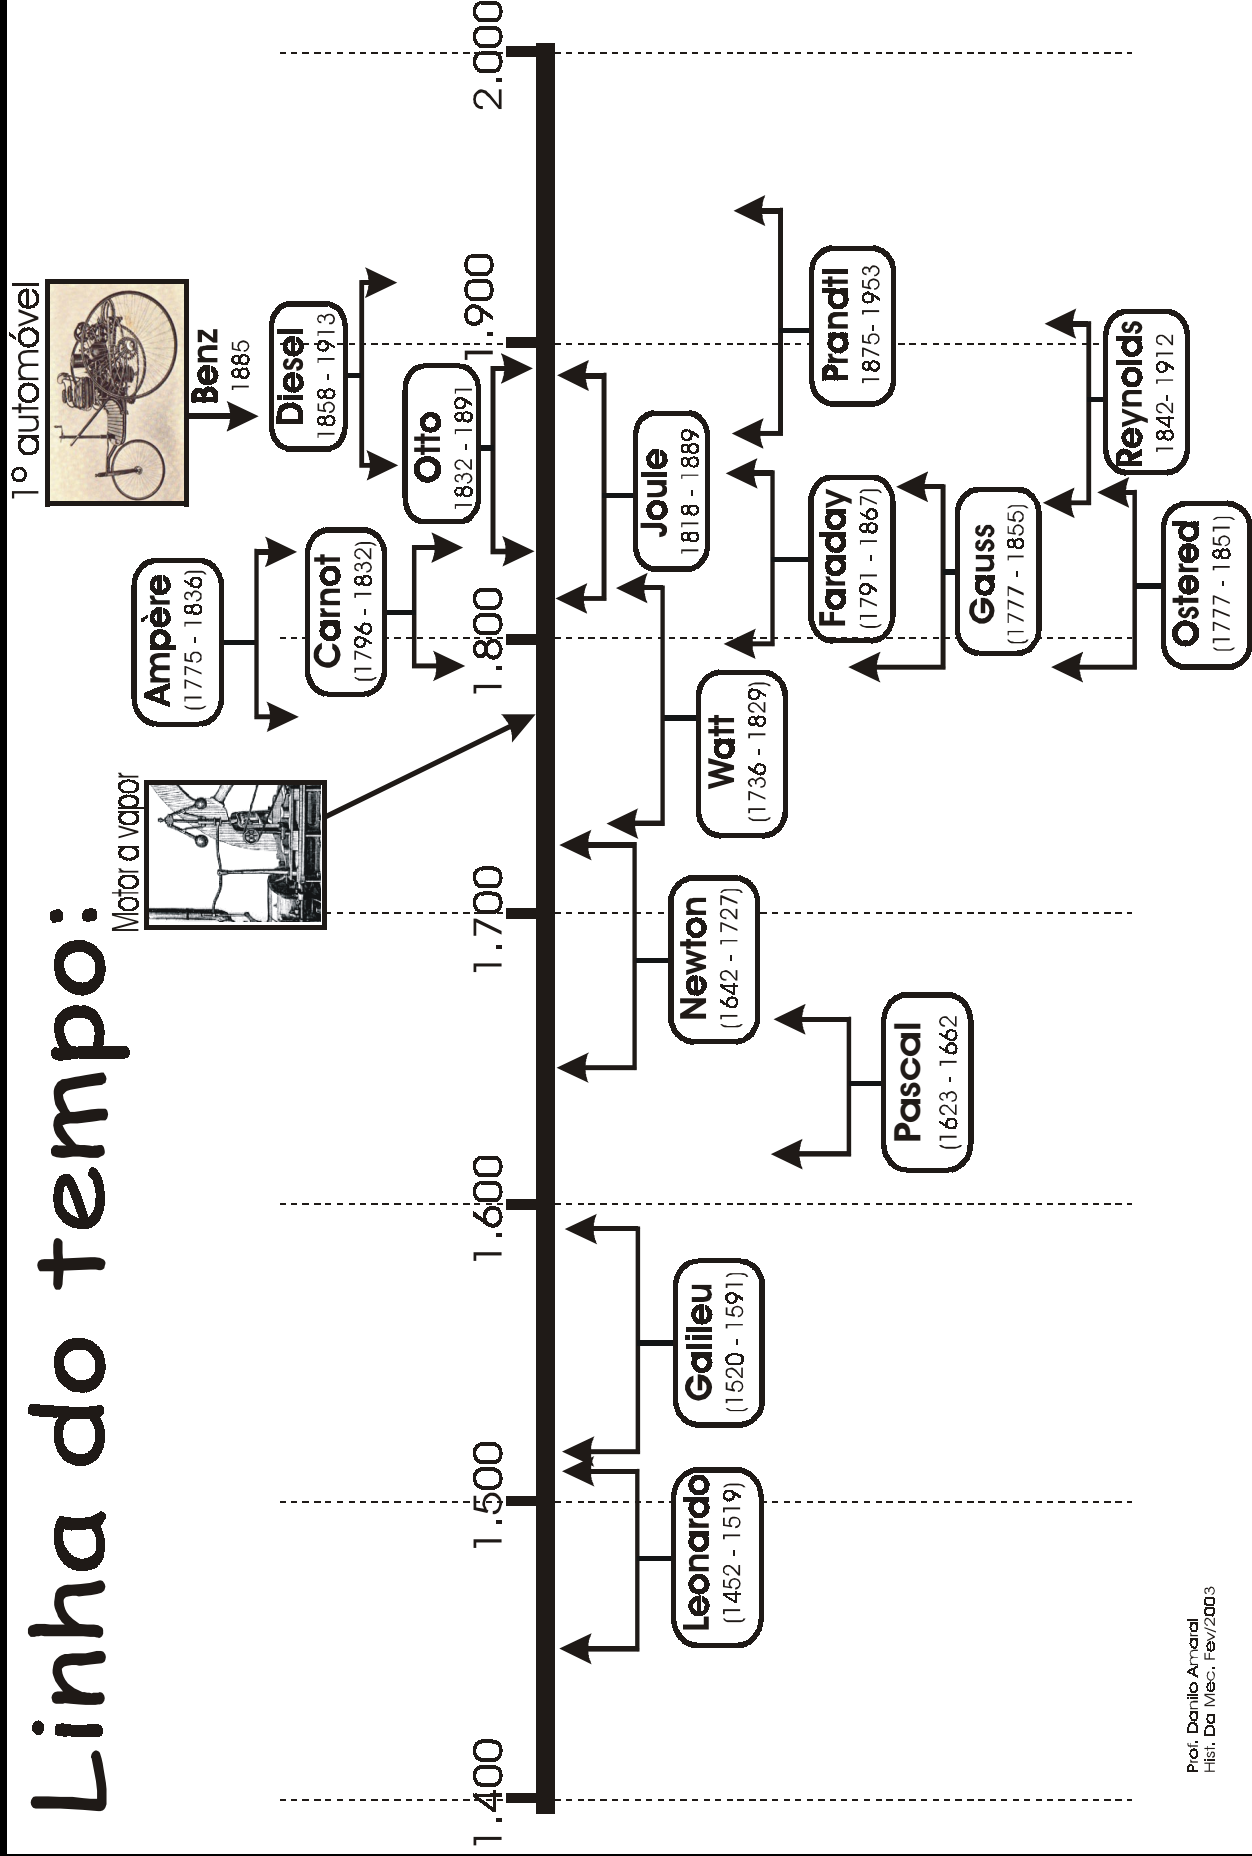 Linha do tempo:
Motor a vapor
1º automóvel
Benz
1885
Ampère
(1775 - 1836)
Diesel
1858 - 1913
Carnot
(1796 - 1832)
Otto
1832 - 1891
1.400
1.500
1.600
1.700
1.800
1.900
2.000
Leonardo
(1452 - 1519)
Galileu
(1520 - 1591)
Newton
(1642 - 1727)
Watt
(1736 - 1829)
Joule
1818 - 1889
Pascal
(1623 - 1662
Faraday
(1791 - 1867)
Prandtl
1875- 1953
Gauss
(1777 - 1855)
Reynolds
1842- 1912
Ostered
(1777 - 1851)
Prof. Danilo Amaral
Hist. Da Mec. Fev/2003